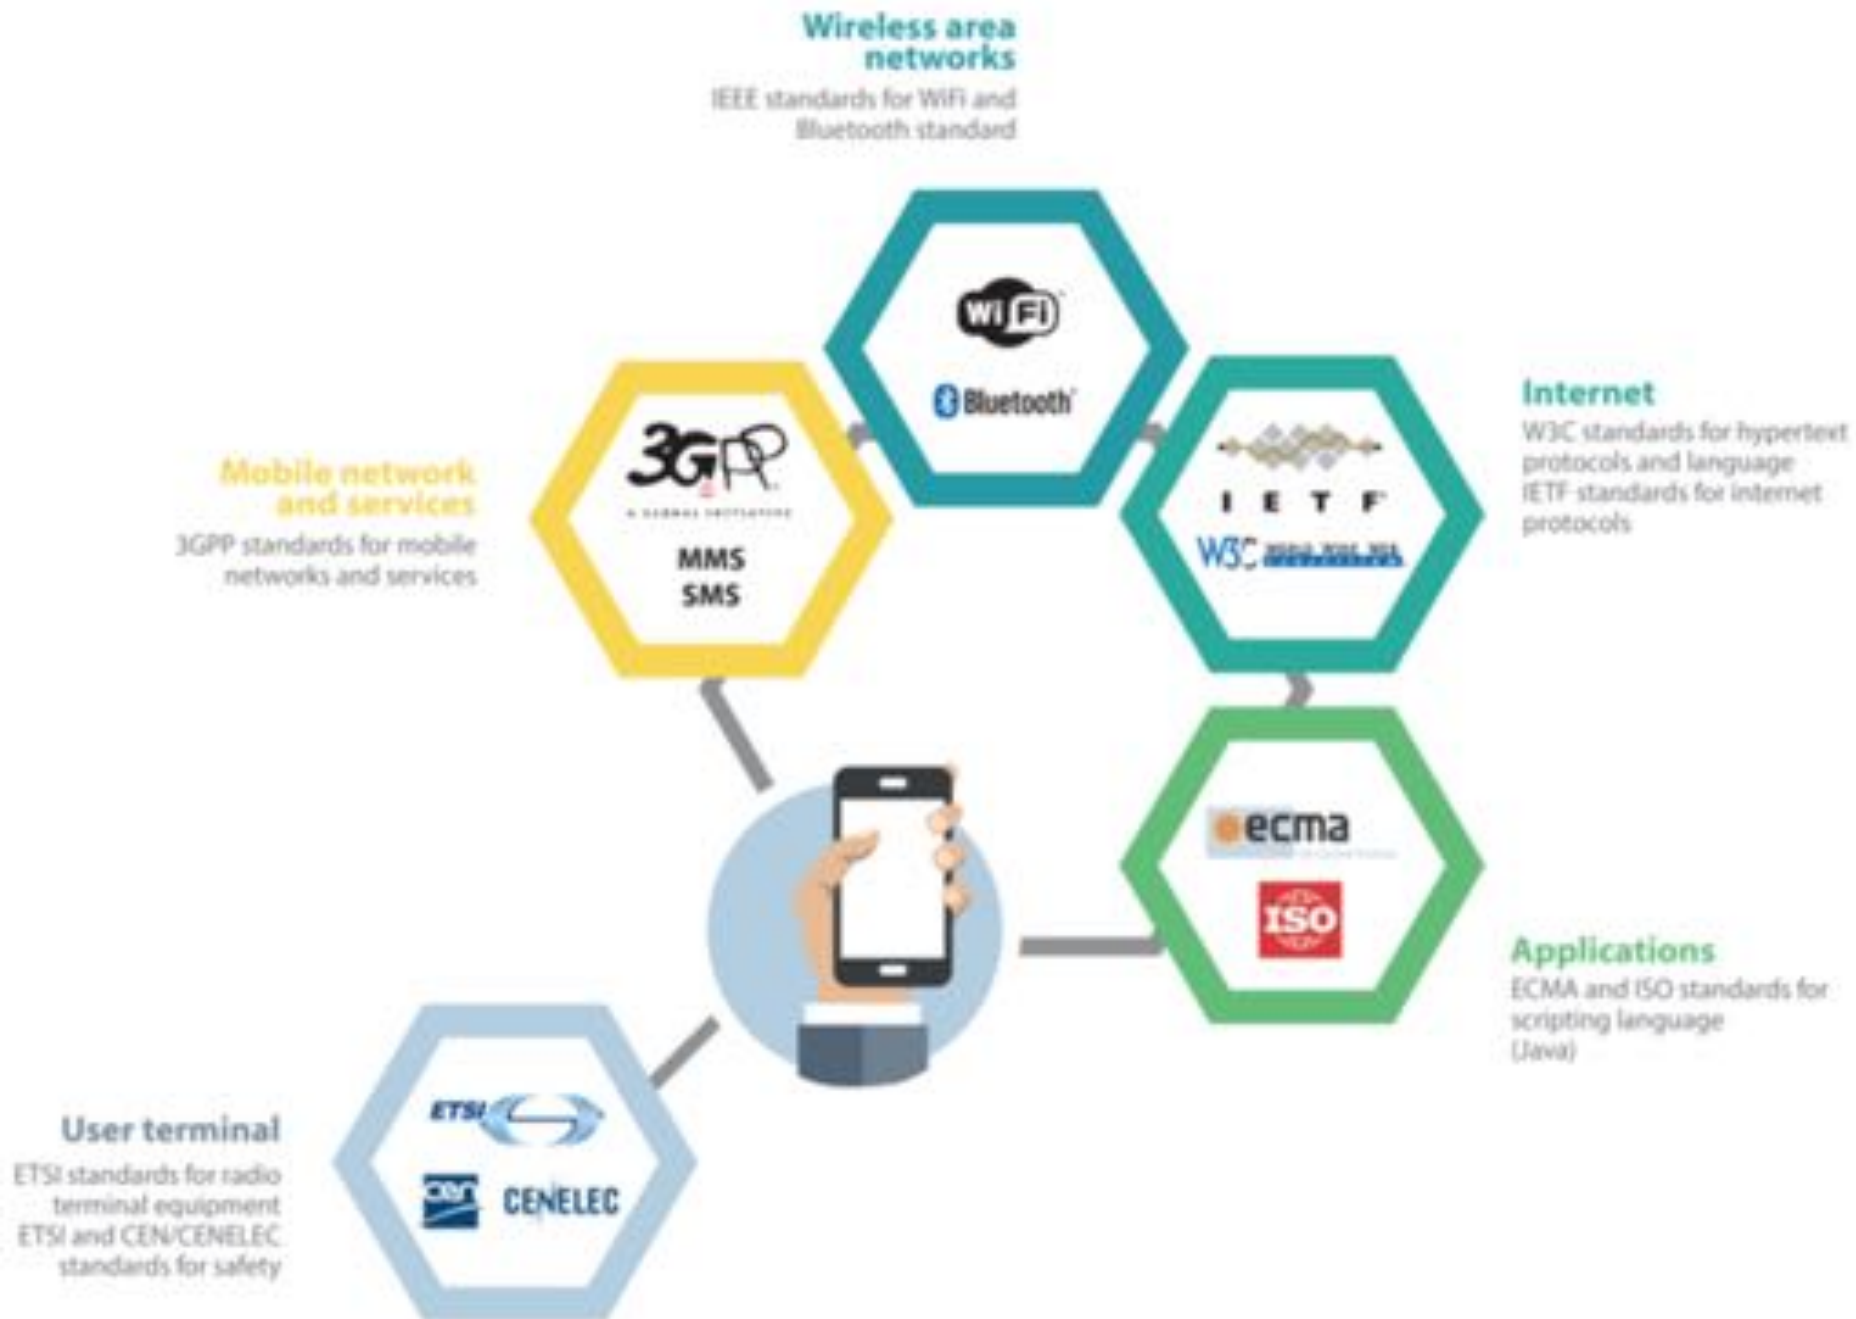 Wireless area
networks
IEEE standards for WiFi and
Bluetooth standard
Wi Fi
Bluetooth
Mobile network
and services
3GPP standards for mobile
networks and services
3GPP
A GLOBAL INITIATIVE
MMS
SMS
I E T F
W3C
Internet
W3C standards for hypertext
protocols and language
IETF standards for internet
protocols
ecma
ISO
Applications
ECMA and ISO standards for
scripting language
(Java)
User terminal
ETSI standards for radio
terminal equipment
ETSI and CEN/CENELEC
standards for safety
ETSI
cen
CENELEC